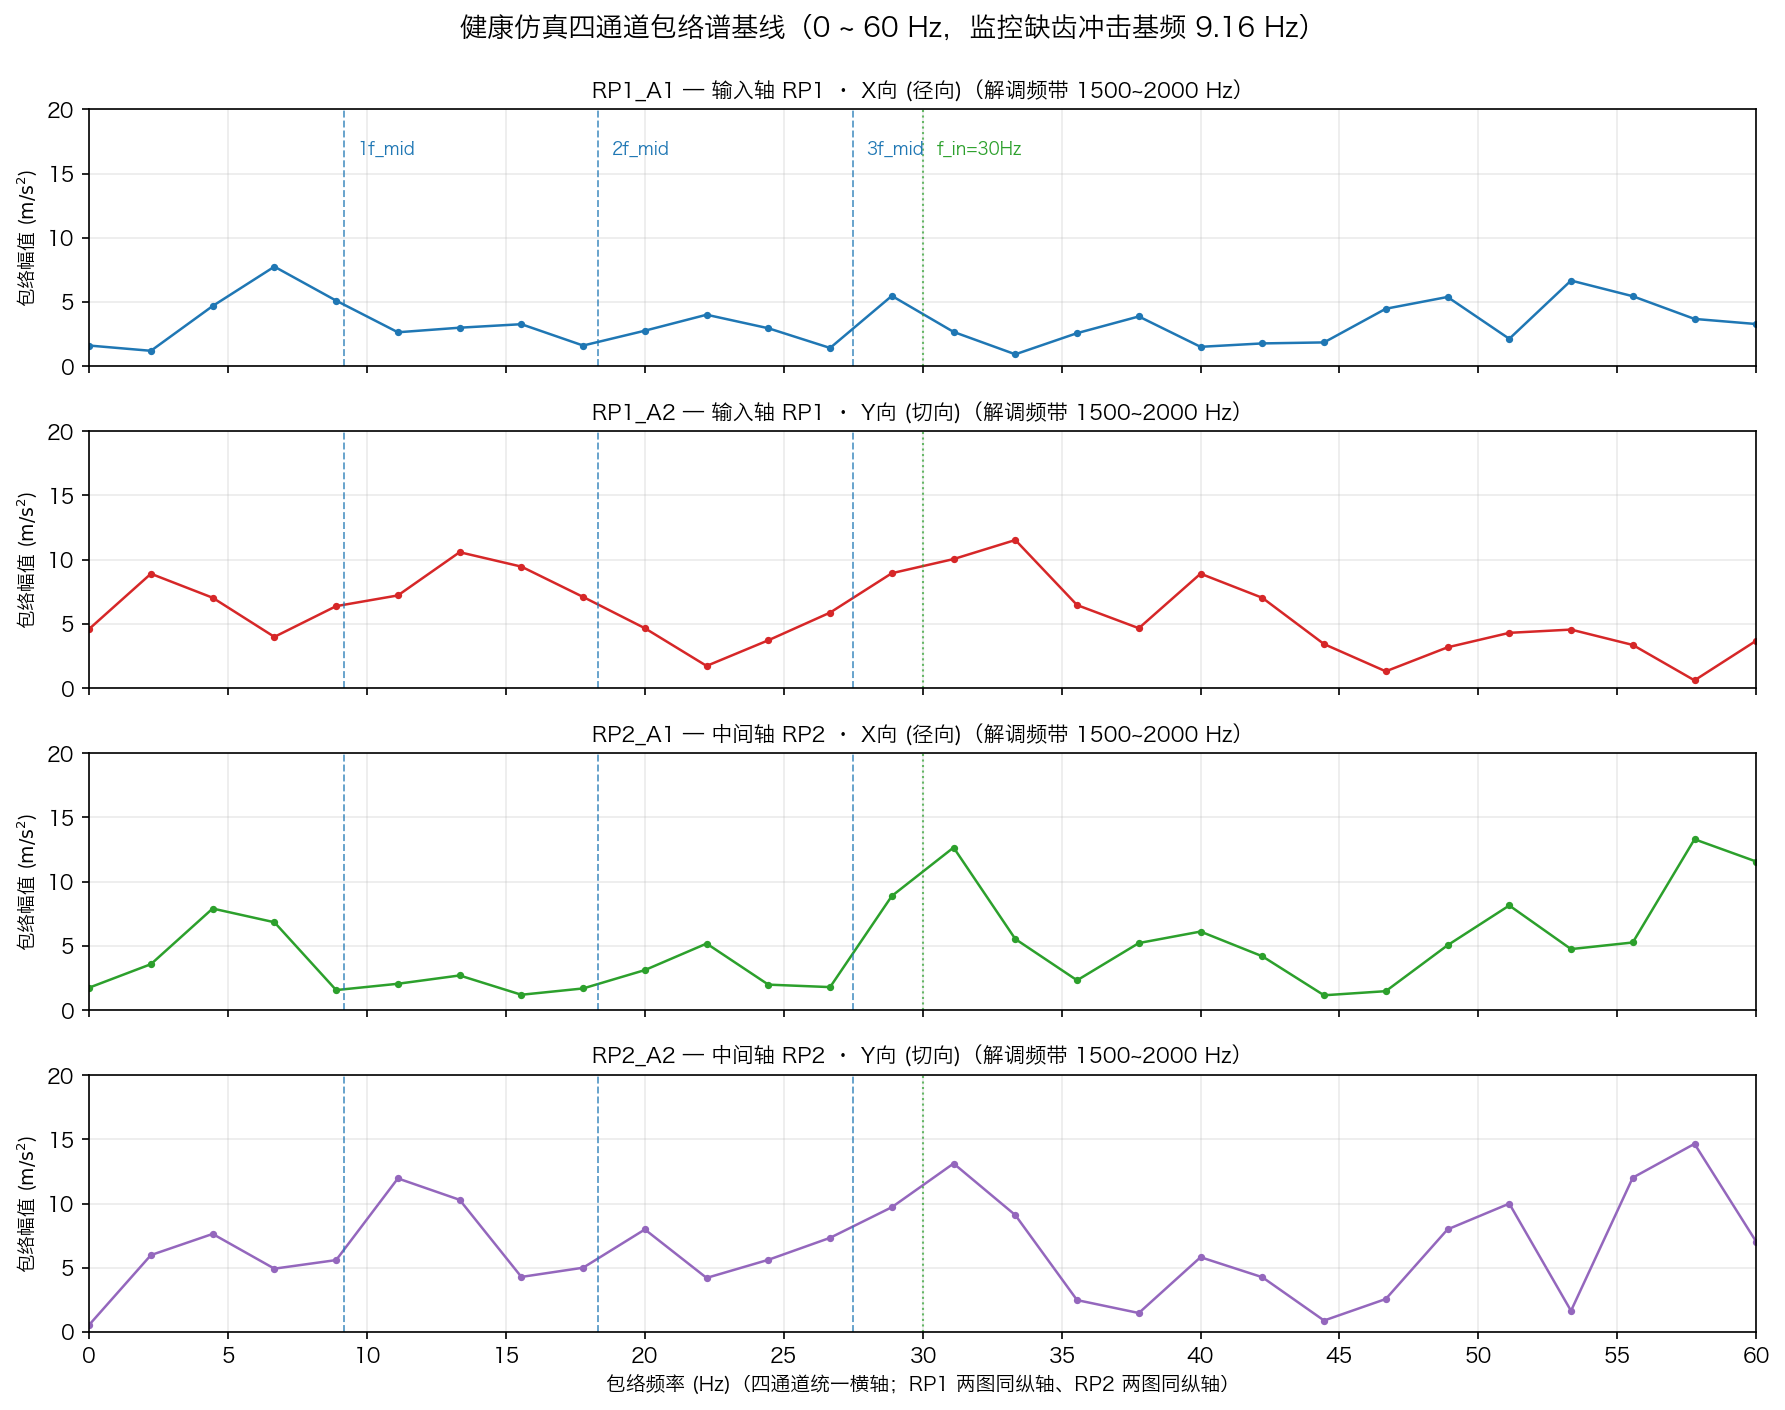 健康仿真四通道包络谱基线（0 ~ 60 Hz，监控缺齿冲击基频 9.16 Hz）
RP1_A1 — 输入轴 RP1 · X向 (径向)（解调频带 1500~2000 Hz）
包络幅值 (m/s²)
20
15
10
5
0
1f_mid
2f_mid
3f_mid
f_in=30Hz
RP1_A2 — 输入轴 RP1 · Y向 (切向)（解调频带 1500~2000 Hz）
包络幅值 (m/s²)
20
15
10
5
0
RP2_A1 — 中间轴 RP2 · X向 (径向)（解调频带 1500~2000 Hz）
包络幅值 (m/s²)
20
15
10
5
0
RP2_A2 — 中间轴 RP2 · Y向 (切向)（解调频带 1500~2000 Hz）
包络幅值 (m/s²)
20
15
10
5
0
0 5 10 15 20 25 30 35 40 45 50 55 60
包络频率 (Hz)（四通道统一横轴；RP1 两图同纵轴、RP2 两图同纵轴）